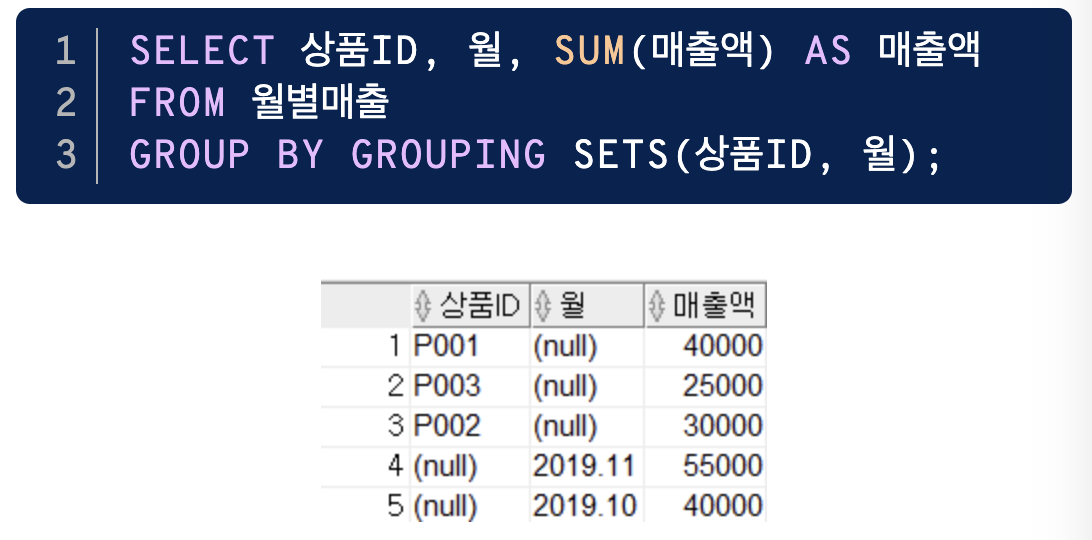 1 SELECT 상품ID, 월, SUM(매출액) AS 매출액
2 FROM 월별매출
3 GROUP BY GROUPING SETS(상품ID, 월);
상품ID 월 매출액
1 P001 (null) 40000
2 P003 (null) 25000
3 P002 (null) 30000
4 (null) 2019.11 55000
5 (null) 2019.10 40000